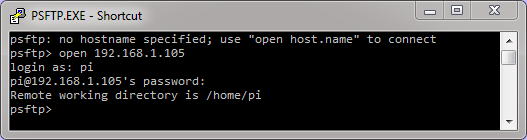 PSFTP.EXE - Shortcut
psftp: no hostname specified; use "open host.name" to connect
psftp> open 192.168.1.105
login as: pi
pi@192.168.1.105's password:
Remote working directory is /home/pi
psftp>